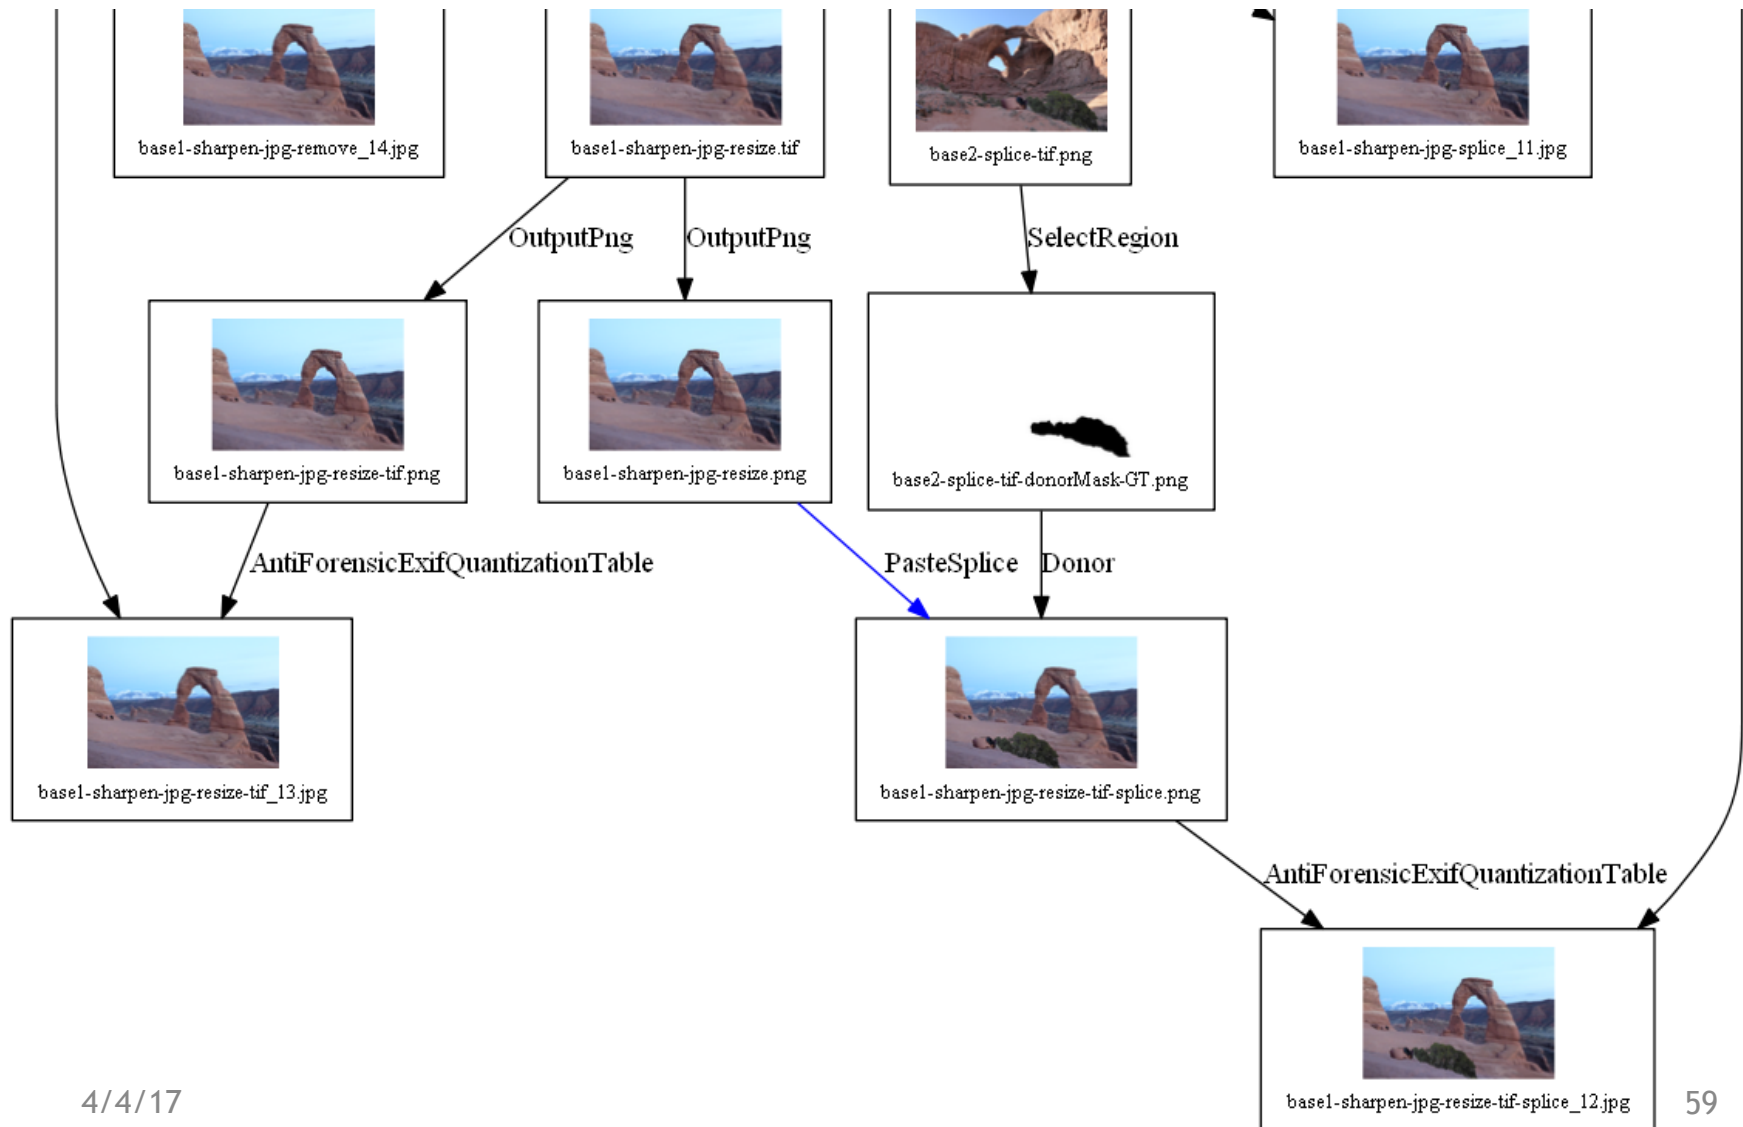 base1-sharpen-jpg-remove_14.jpg
base1-sharpen-jpg-resize.tif
base2-splice-tif.png
base1-sharpen-jpg-splice_11.jpg
OutputPng
OutputPng
SelectRegion
base1-sharpen-jpg-resize-tif.png
base1-sharpen-jpg-resize.png
base2-splice-tif-donorMask-GT.png
AntiForensicExifQuantizationTable
PasteSplice
Donor
base1-sharpen-jpg-resize-tif_13.jpg
base1-sharpen-jpg-resize-tif-splice.png
AntiForensicExifQuantizationTable
base1-sharpen-jpg-resize-tif-splice_12.jpg
4/4/17
59